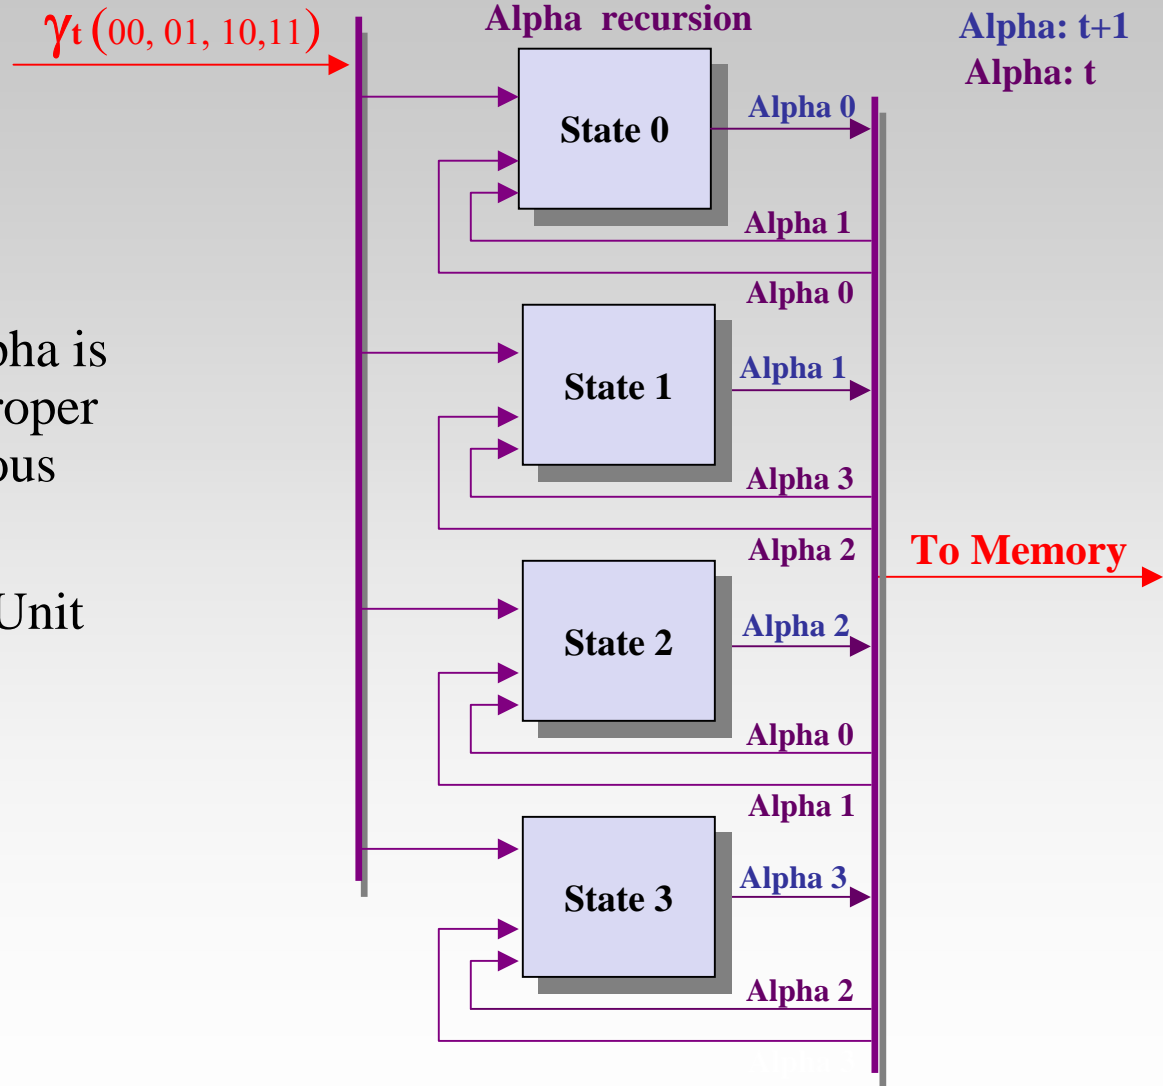 γt (00, 01, 10,11)
Alpha recursion
Alpha: t+1
Alpha: t
State 0
Alpha 0
Alpha 1
Alpha 0
pha is
roper
ous
Unit
State 1
Alpha 1
Alpha 3
Alpha 2
To Memory
State 2
Alpha 2
Alpha 0
Alpha 1
State 3
Alpha 3
Alpha 2